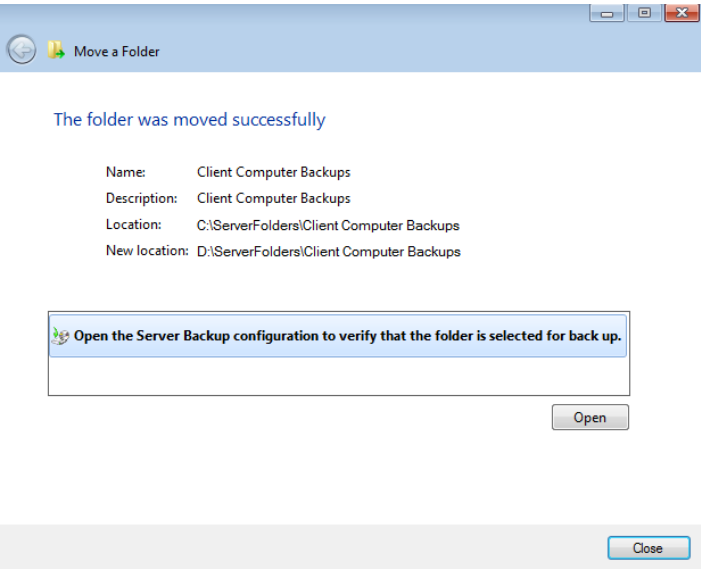 Move a Folder
The folder was moved successfully
Name: Client Computer Backups
Description: Client Computer Backups
Location: C:\ServerFolders\Client Computer Backups
New location: D:\ServerFolders\Client Computer Backups
Open the Server Backup configuration to verify that the folder is selected for back up.
Open
Close